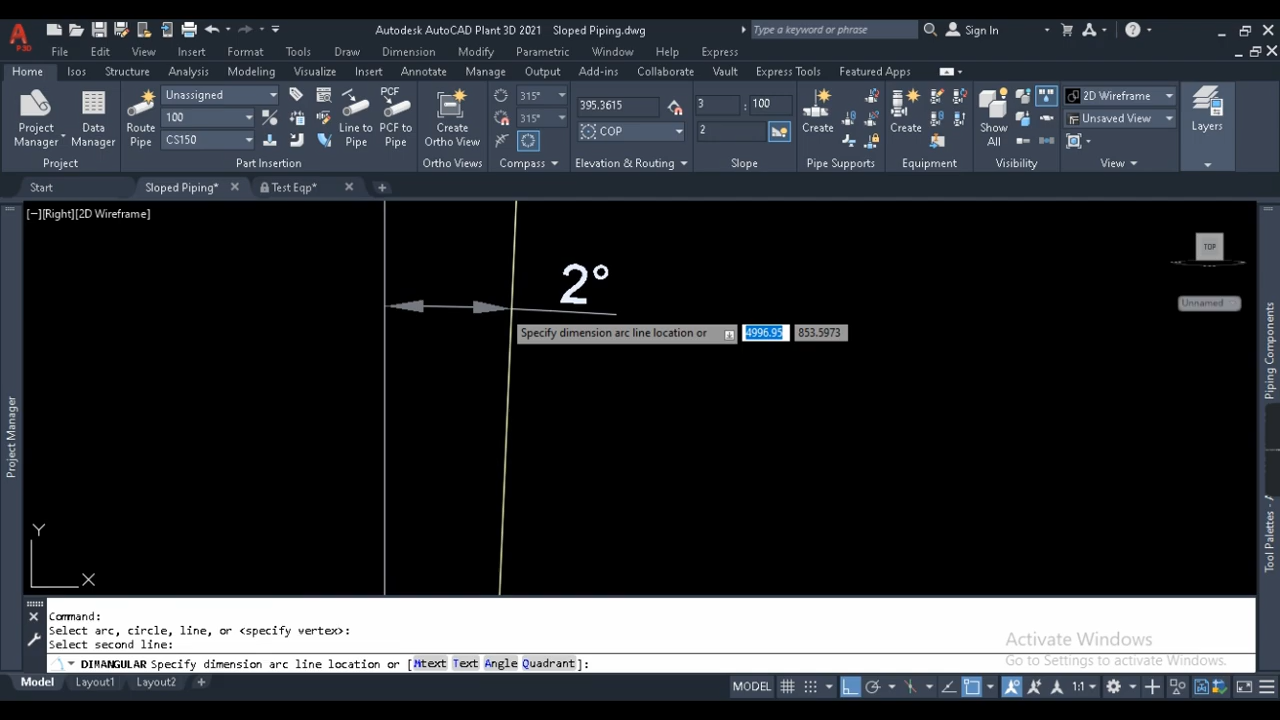 Autodesk AutoCAD Plant 3D 2021 Sloped Piping.dwg
Type a keyword or phrase
Sign In
File Edit View Insert Format Tools Draw Dimension Modify Parametric Window Help Express
Home Isos Structure Analysis Modeling Visualize Insert Annotate Manage Output Add-ins Collaborate Vault Express Tools Featured Apps
P3D
Project Manager
Data Manager
Project
Route Pipe
Unassigned
100
CS150
Line to Pipe
PCF
PCF to Pipe
Part Insertion
Create Ortho View
Ortho Views
315°
315°
Compass
395.3615
COP
Elevation & Routing
3 : 100
2
Slope
Create
Pipe Supports
Create
Equipment
Show All
Visibility
2D Wireframe
Unsaved View
View
Layers
Start
Sloped Piping*
Test Eqp*
[−][Right][2D Wireframe]
TOP
Unnamed
2°
Specify dimension arc line location or 4996.95 853.5973
Project Manager
Piping Components
Tool Palettes - A
Y
X
Command:
Select arc, circle, line, or <specify vertex>:
Select second line:
DIMANGULAR Specify dimension arc line location or [Mtext Text Angle Quadrant]:
Activate Windows
Go to Settings to activate Windows.
Model Layout1 Layout2
MODEL
1:1